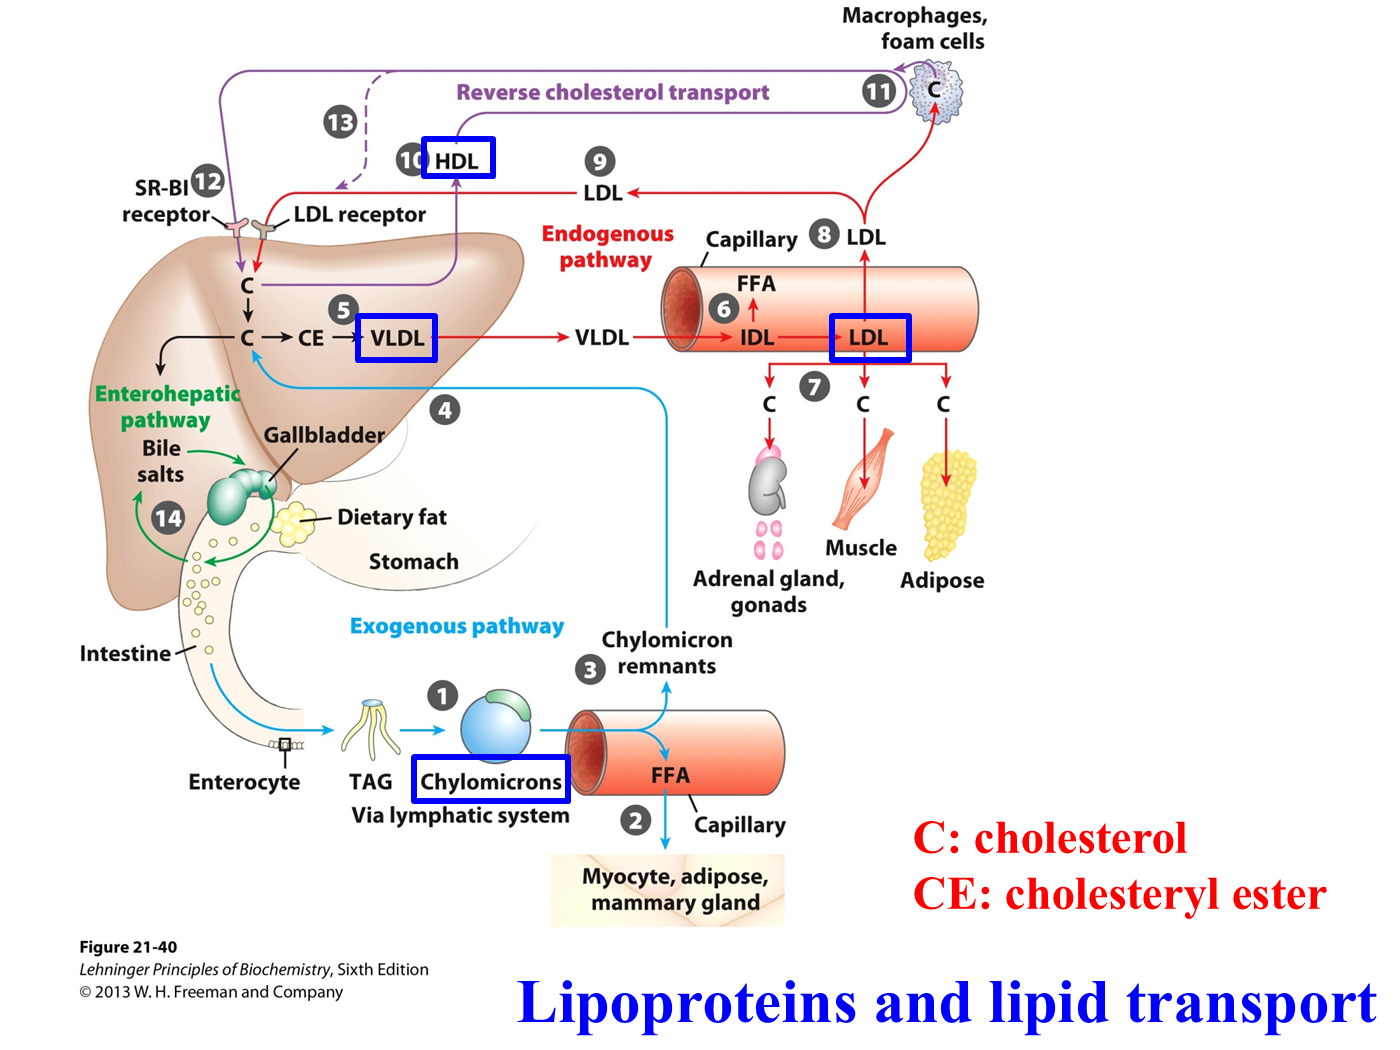 Macrophages,
foam cells
C
11
Reverse cholesterol transport
13
10
HDL
9
LDL
12
SR-BI
receptor
LDL receptor
Endogenous
pathway
Capillary
8
LDL
C
FFA
5
6
C
CE
VLDL
VLDL
IDL
LDL
7
4
C
C
C
Enterohepatic
pathway
Gallbladder
Bile
salts
14
Dietary fat
Stomach
Muscle
Adrenal gland,
gonads
Adipose
Exogenous pathway
Chylomicron
remnants
3
Intestine
1
Enterocyte
TAG
Chylomicrons
FFA
Via lymphatic system
2
Capillary
Myocyte, adipose,
mammary gland
C: cholesterol
CE: cholesteryl ester
Figure 21-40
Lehninger Principles of Biochemistry, Sixth Edition
© 2013 W. H. Freeman and Company
Lipoproteins and lipid transport